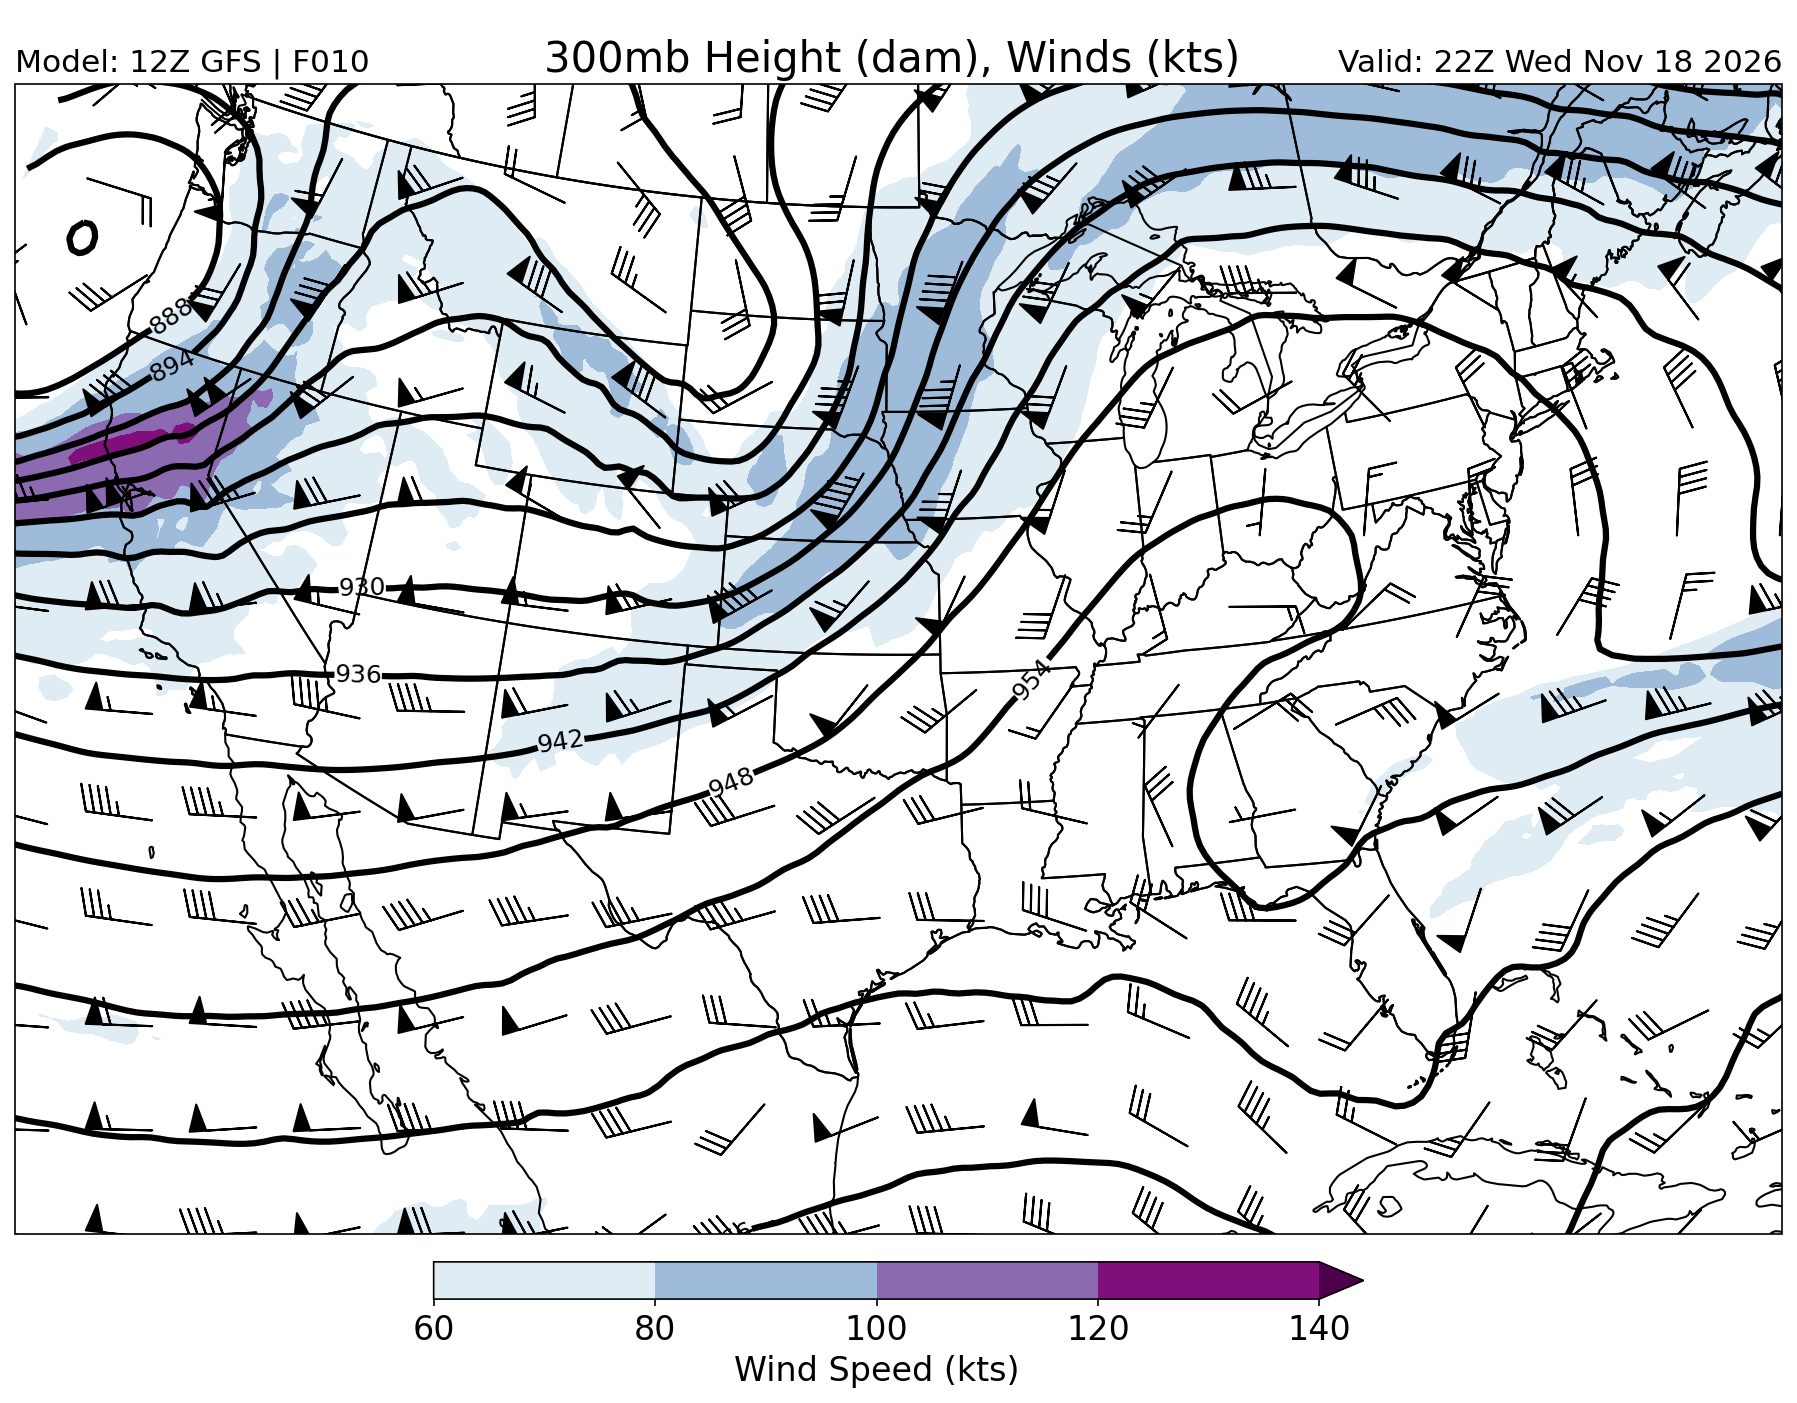 Model: 12Z GFS | F010
300mb Height (dam), Winds (kts)
Valid: 22Z Wed Nov 18 2026
888
894
930
936
942
948
954
60 80 100 120 140
Wind Speed (kts)